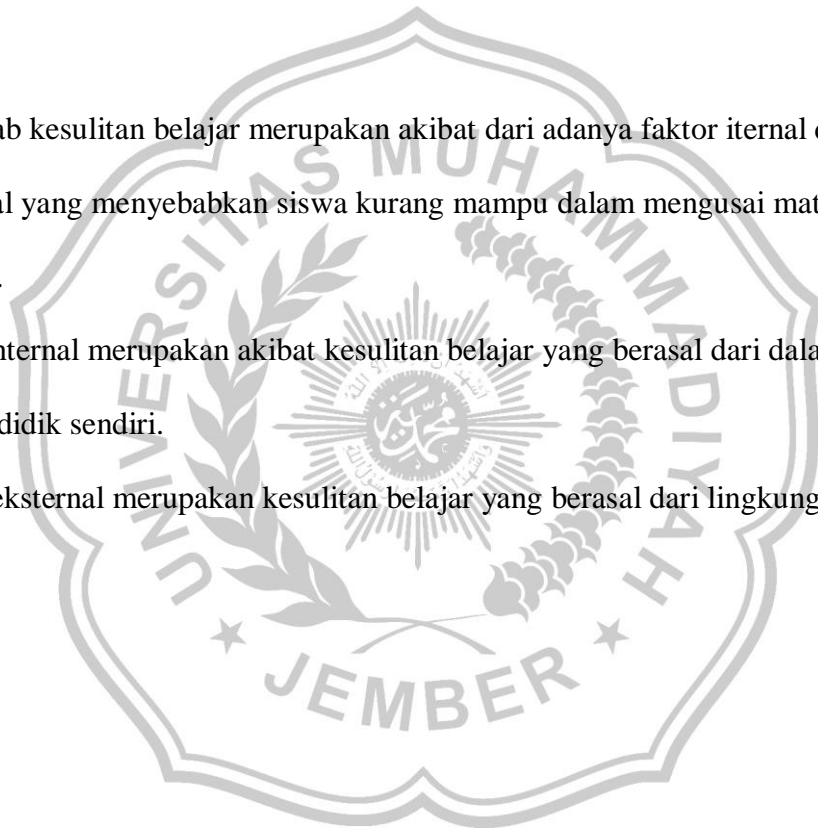 ab kesulitan belajar merupakan akibat dari adanya faktor iternal
al yang menyebabkan siswa kurang mampu dalam mengusai mat
nternal merupakan akibat kesulitan belajar yang berasal dari dala
didik sendiri.
eksternal merupakan kesulitan belajar yang berasal dari lingkung
UNIVERSITAS MUHAMMADIYAH
JEMBER